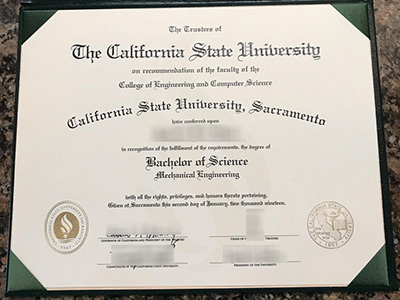 The Trustees of
The California State University
on recommendation of the faculty of the
College of Engineering and Computer Science
California State University, Sacramento
have conferred upon
in recognition of the fulfillment of the requirements, the degree of
Bachelor of Science
Mechanical Engineering
with all the rights, privileges, and honors thereto pertaining.
Given at Sacramento this second day of January, two thousand nineteen.